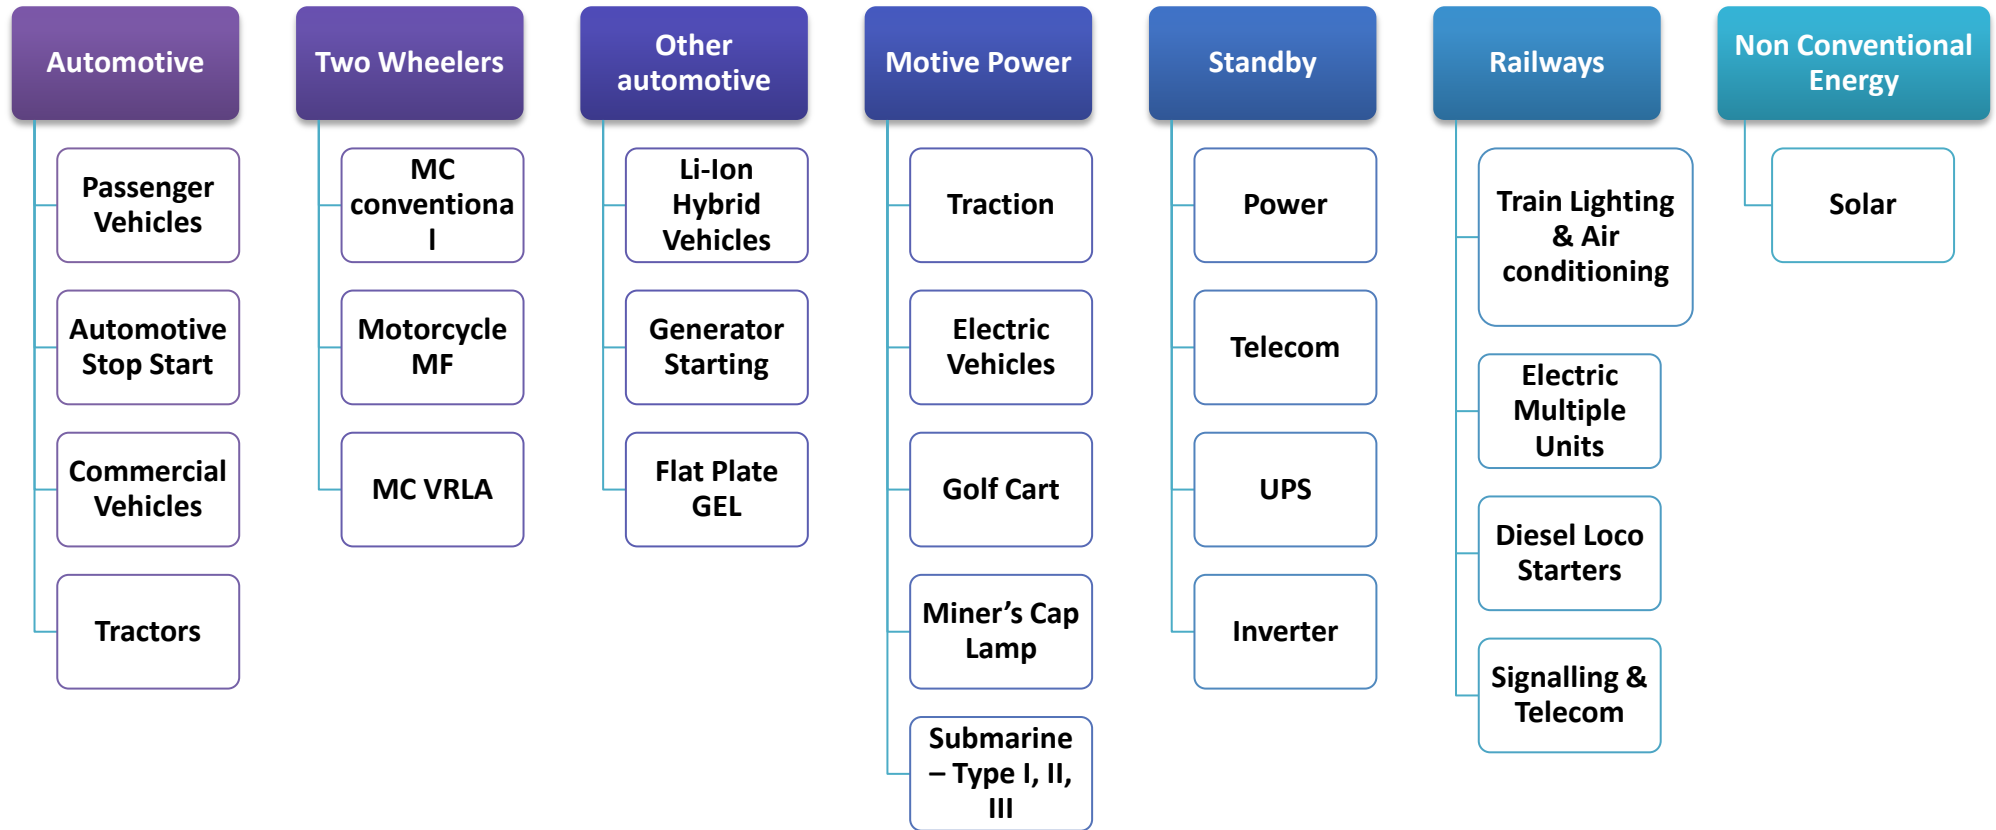 Automotive
Passenger
Vehicles
Automotive
Stop Start
Commercial
Vehicles
Tractors
Two Wheelers
MC
conventiona
l
Motorcycle
MF
MC VRLA
Other
automotive
Li-Ion
Hybrid
Vehicles
Generator
Starting
Flat Plate
GEL
Motive Power
Traction
Electric
Vehicles
Golf Cart
Miner’s Cap
Lamp
Submarine
– Type I, II,
III
Standby
Power
Telecom
UPS
Inverter
Railways
Train Lighting
& Air
conditioning
Electric
Multiple
Units
Diesel Loco
Starters
Signalling &
Telecom
Non Conventional
Energy
Solar